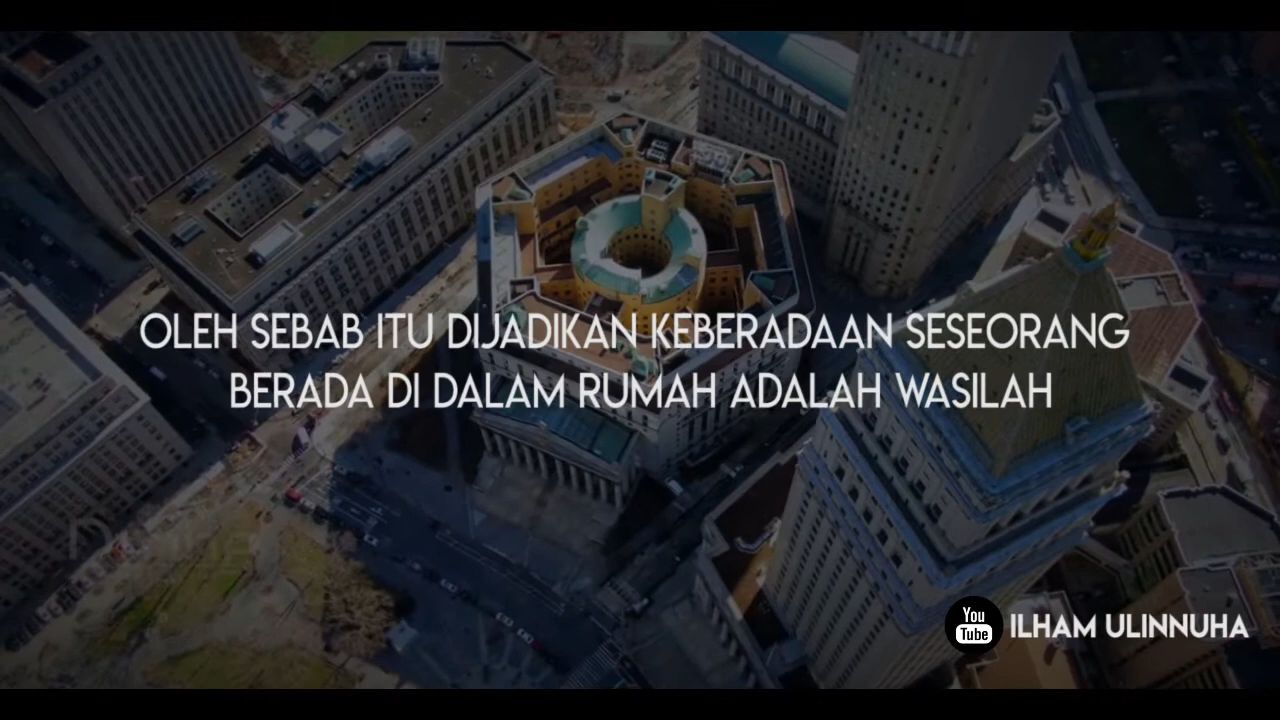 OLEH SEBAB ITU DIJADIKAN KEBERADAAN SESEORANG
BERADA DI DALAM RUMAH ADALAH WASILAH
You
Tube
ILHAM ULINNUHA